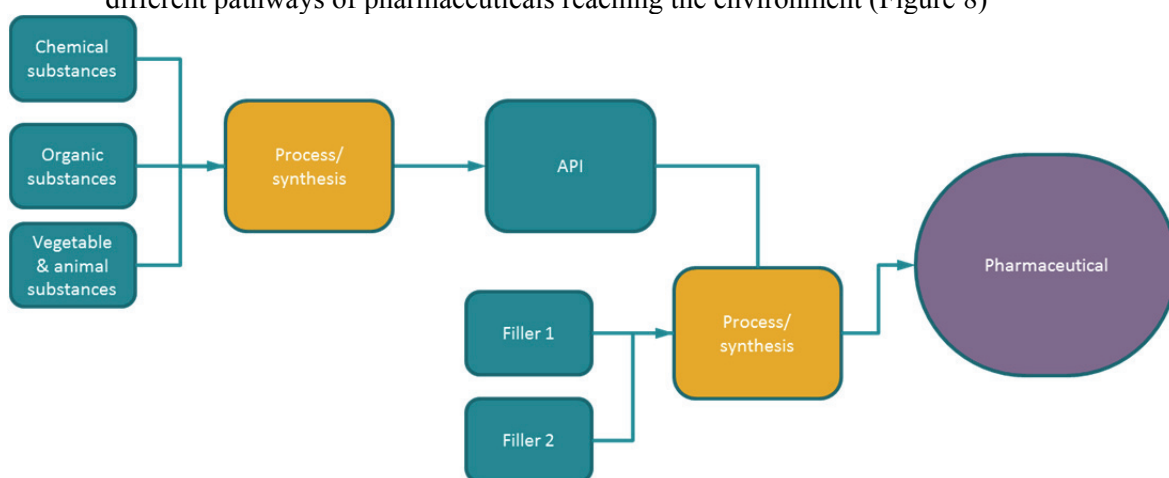 different pathways of pharmaceuticals reaching the environment (Figure 8)
Chemical
substances
Organic
substances
Vegetable
& animal
substances
Process/
synthesis
API
Filler 1
Filler 2
Process/
synthesis
Pharmaceutical